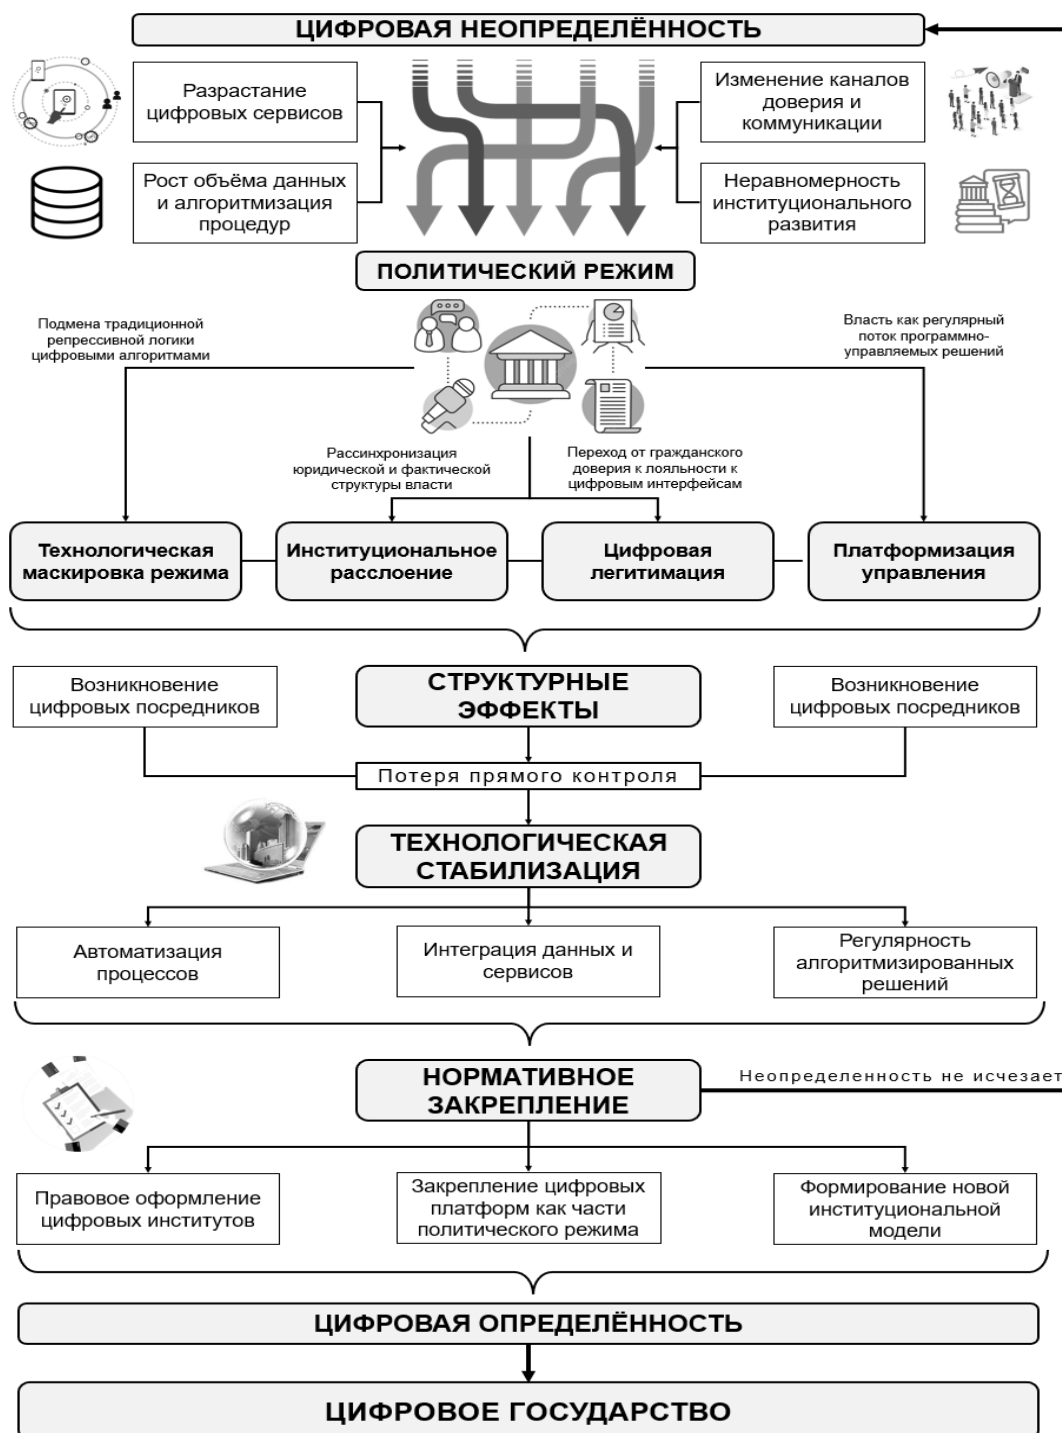 ЦИФРОВАЯ НЕОПРЕДЕЛЁННОСТЬ
Разрастание
цифровых сервисов
Изменение каналов
доверия и
коммуникации
Рост объёма данных
и алгоритмизация
процедур
Неравномерность
институционального
развития
ПОЛИТИЧЕСКИЙ РЕЖИМ
Подмена традиционной
репрессивной логики
цифровыми алгоритмами
Власть как регулярный
поток программно-
управляемых решений
Рассинхронизация
юридической и фактической
структуры власти
Переход от гражданского
доверия к лояльности к
цифровым интерфейсам
Технологическая
маскировка режима
Институциональное
расслоение
Цифровая
легитимация
Платформизация
управления
Возникновение
цифровых посредников
СТРУКТУРНЫЕ
ЭФФЕКТЫ
Возникновение
цифровых посредников
Потеря прямого контроля
ТЕХНОЛОГИЧЕСКАЯ
СТАБИЛИЗАЦИЯ
Автоматизация
процессов
Интеграция данных и
сервисов
Регулярность
алгоритмизированных
решений
НОРМАТИВНОЕ
ЗАКРЕПЛЕНИЕ
Неопределенность не исчезает
Правовое оформление
цифровых институтов
Закрепление цифровых
платформ как части
политического режима
Формирование новой
институциональной
модели
ЦИФРОВАЯ ОПРЕДЕЛЁННОСТЬ
ЦИФРОВОЕ ГОСУДАРСТВО